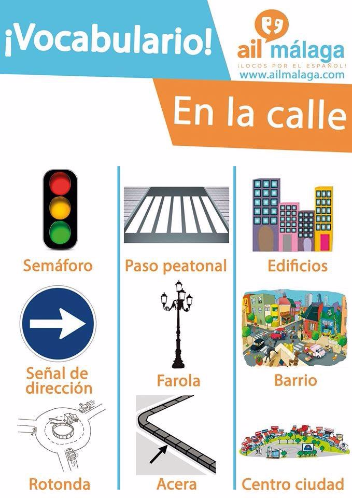 ¡Vocabulario!
ail málaga
¡LOCOS POR EL ESPAÑOL!
www.ailmalaga.com
En la calle
Semáforo
Paso peatonal
Edificios
Señal de
dirección
Farola
Barrio
Rotonda
Acera
Centro ciudad